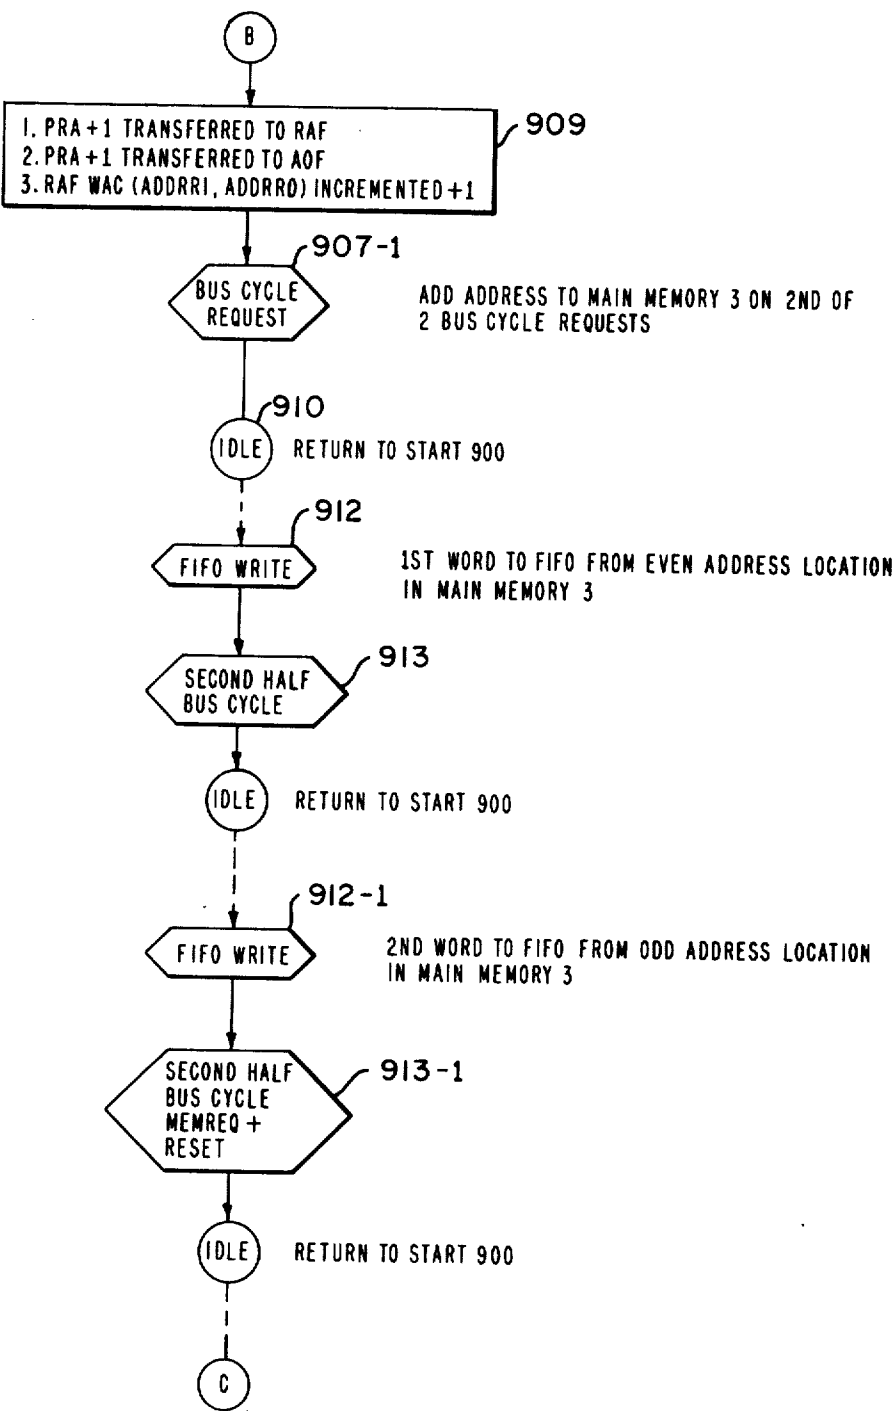 B
1. PRA+1 TRANSFERRED TO RAF
2. PRA+1 TRANSFERRED TO AOF
3. RAF WAC (ADDRR1, ADDRR0) INCREMENTED +1
909
907-1
BUS CYCLE
REQUEST
ADD ADDRESS TO MAIN MEMORY 3 ON 2ND OF
2 BUS CYCLE REQUESTS
910
IDLE
RETURN TO START 900
912
FIFO WRITE
1ST WORD TO FIFO FROM EVEN ADDRESS LOCATION
IN MAIN MEMORY 3
913
SECOND HALF
BUS CYCLE
IDLE
RETURN TO START 900
912-1
FIFO WRITE
2ND WORD TO FIFO FROM ODD ADDRESS LOCATION
IN MAIN MEMORY 3
913-1
SECOND HALF
BUS CYCLE
MEMREQ +
RESET
IDLE
RETURN TO START 900
C